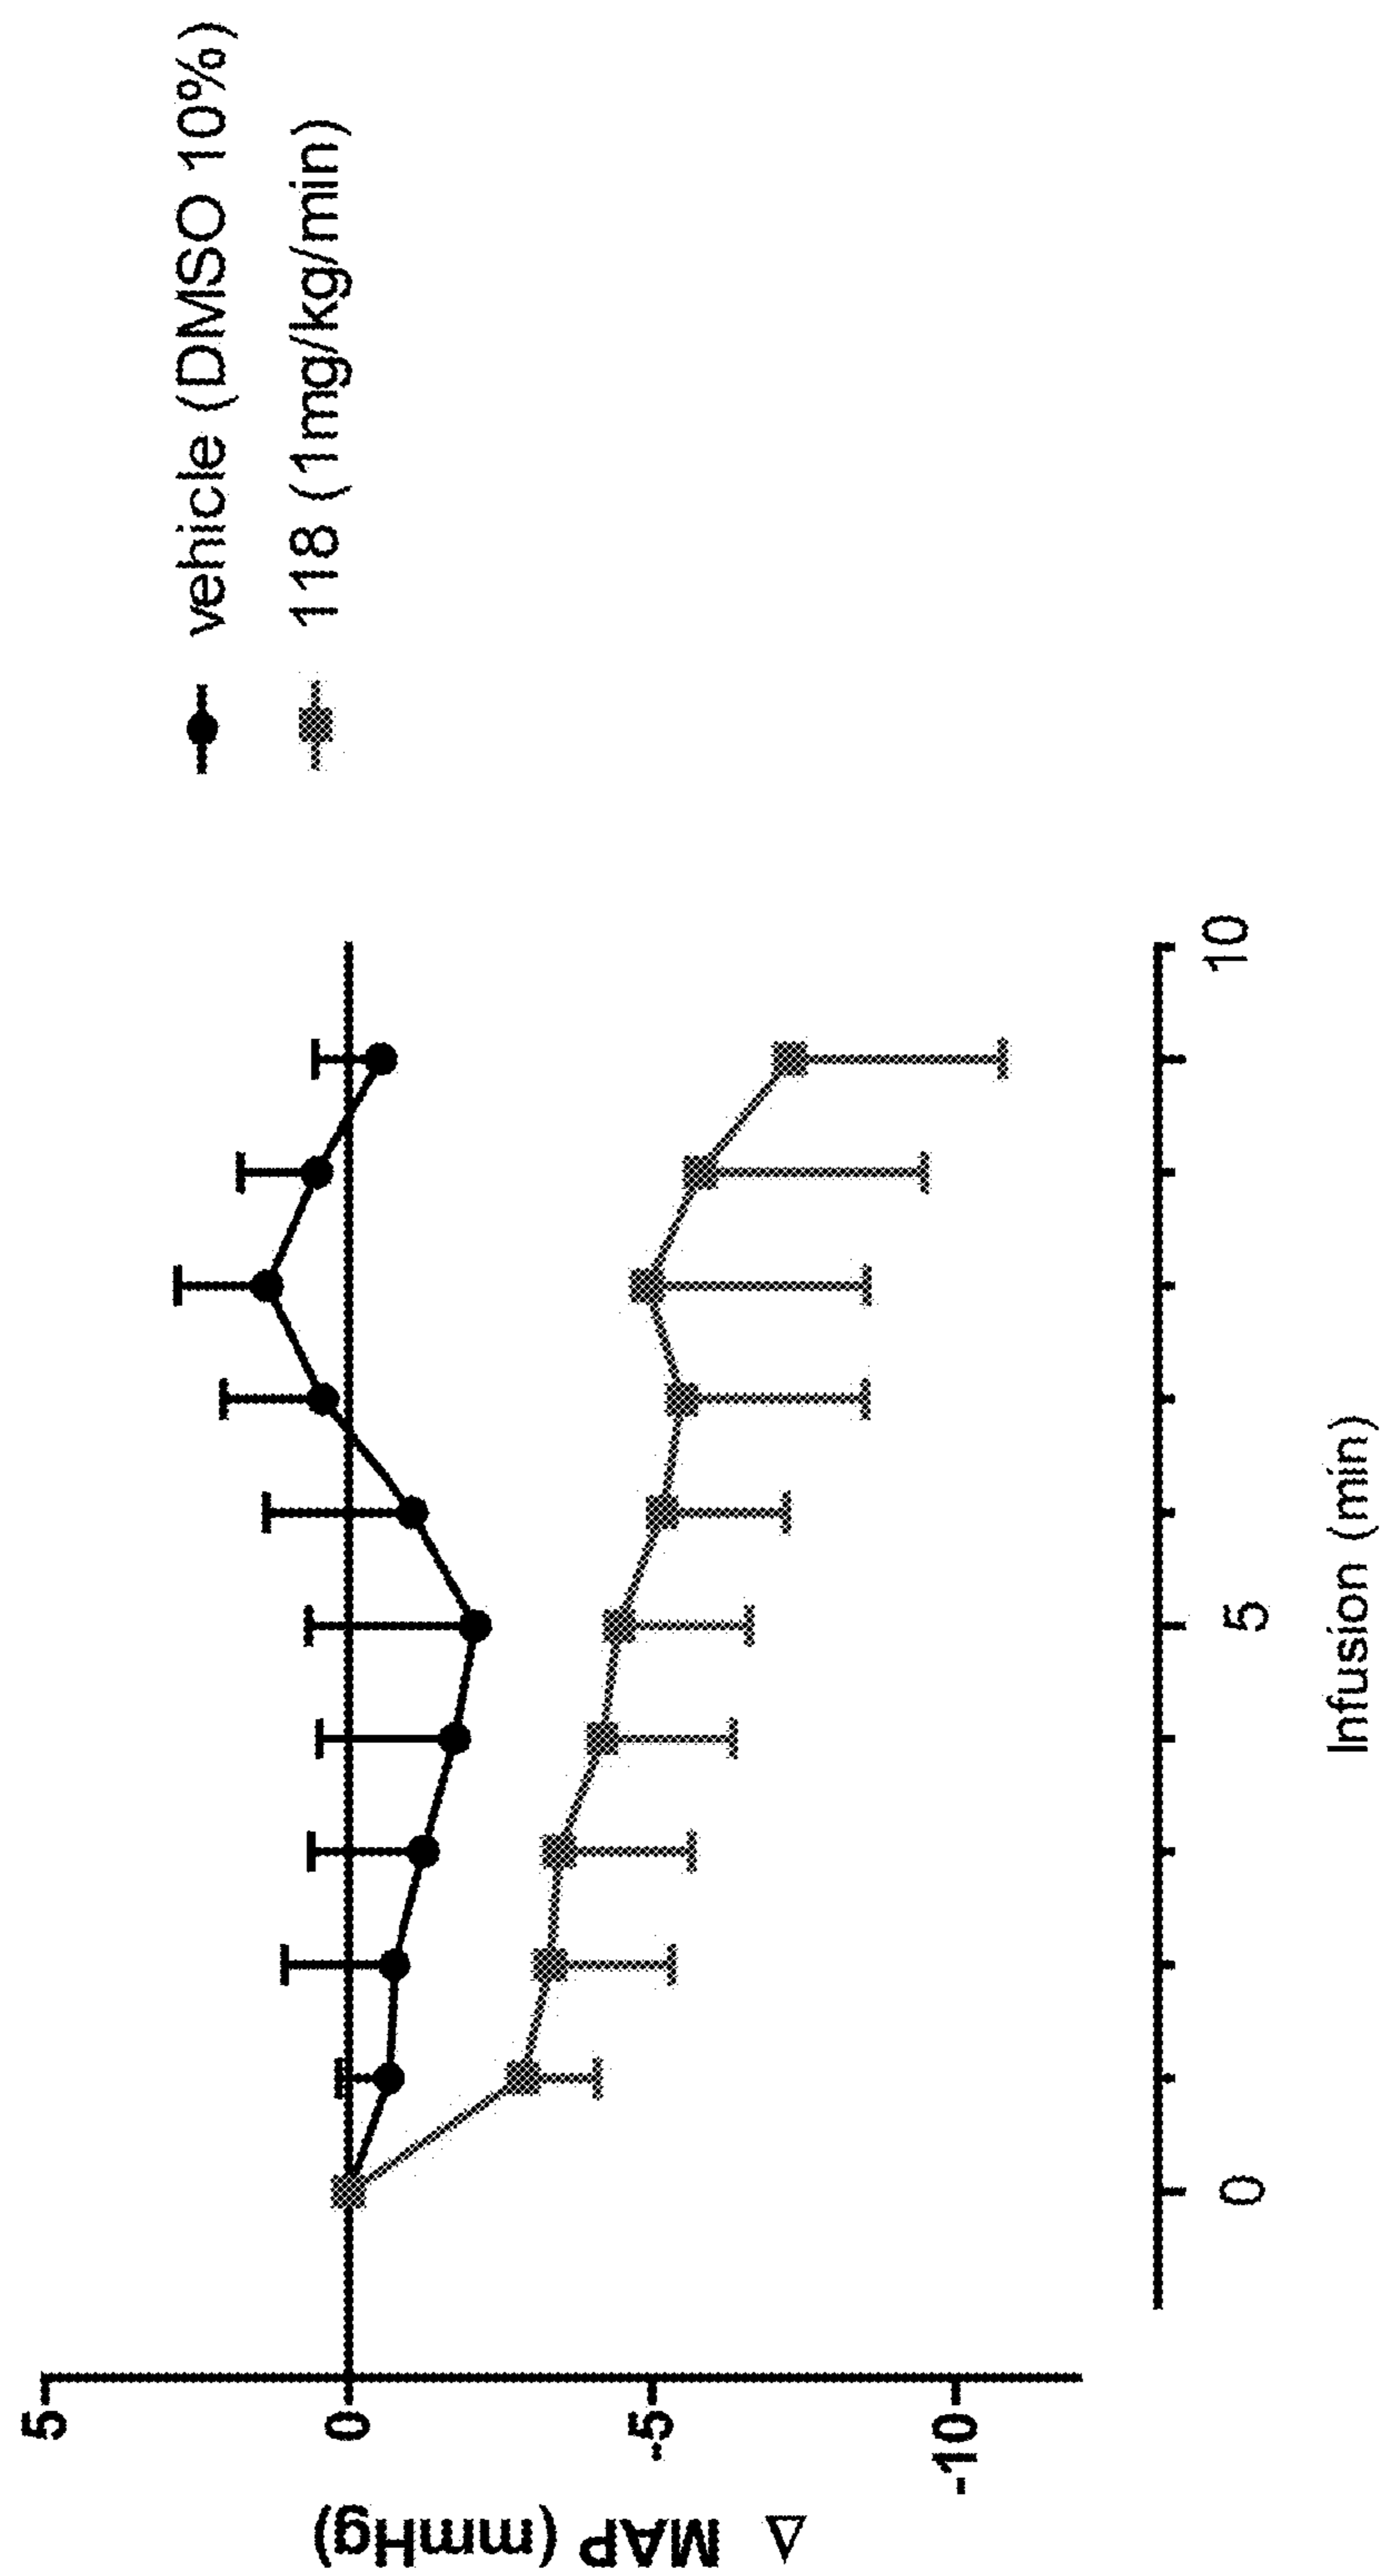 vehicle (DMSO 10%)
118 (1mg/kg/min)
Δ MAP (mmHg)
5
0
-5
-10
0
5
10
Infusion (min)